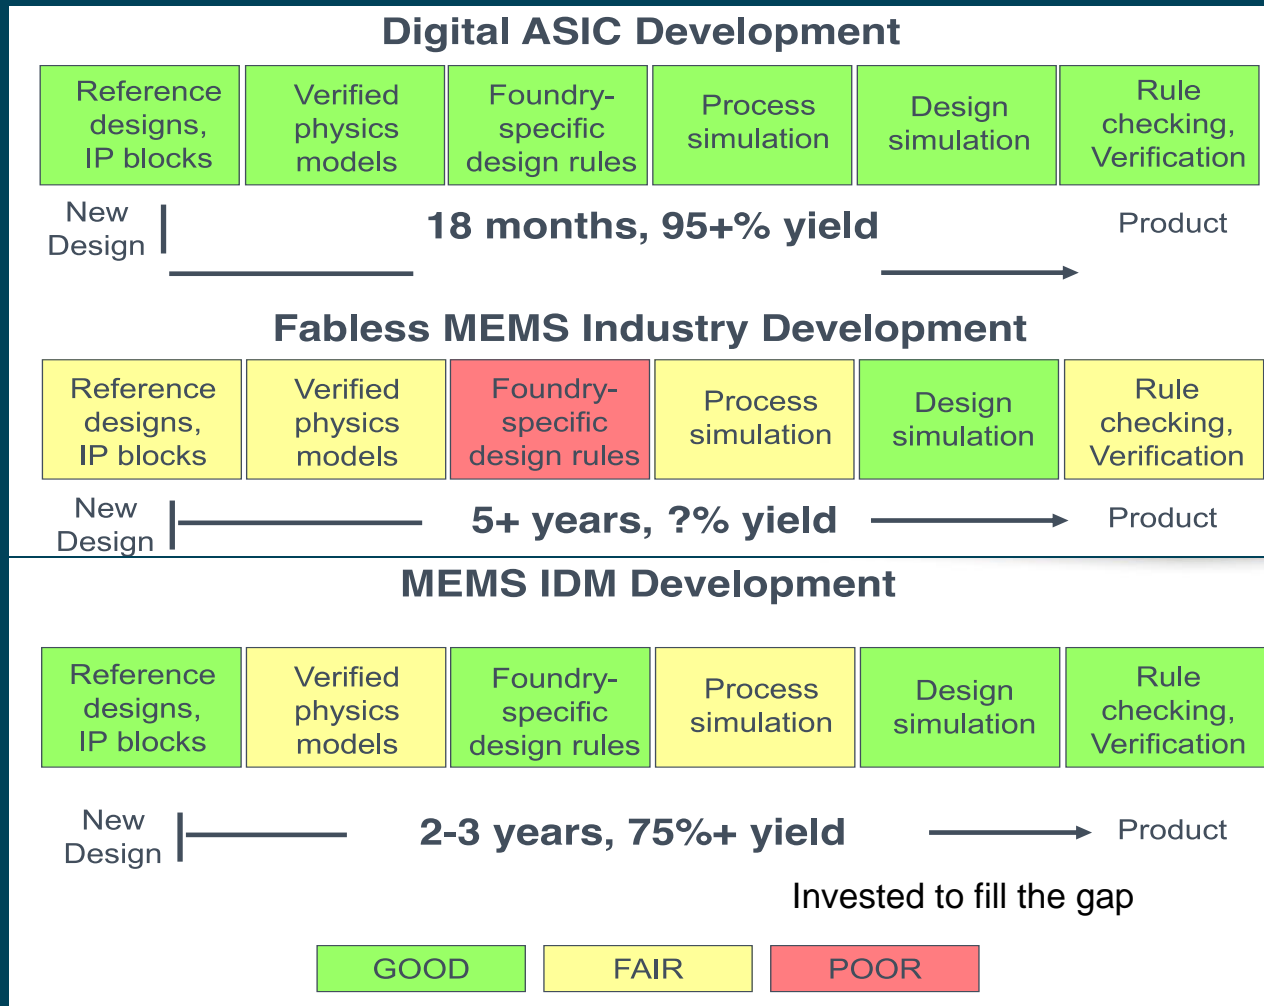 Digital ASIC Development
Reference
designs,
IP blocks
Verified
physics
models
Foundry-
specific
design rules
Process
simulation
Design
simulation
Rule
checking,
Verification
New
Design
18 months, 95+% yield
Product
Fabless MEMS Industry Development
Reference
designs,
IP blocks
Verified
physics
models
Foundry-
specific
design rules
Process
simulation
Design
simulation
Rule
checking,
Verification
New
Design
5+ years, ?% yield
Product
MEMS IDM Development
Reference
designs,
IP blocks
Verified
physics
models
Foundry-
specific
design rules
Process
simulation
Design
simulation
Rule
checking,
Verification
New
Design
2-3 years, 75%+ yield
Product
Invested to fill the gap
GOOD
FAIR
POOR